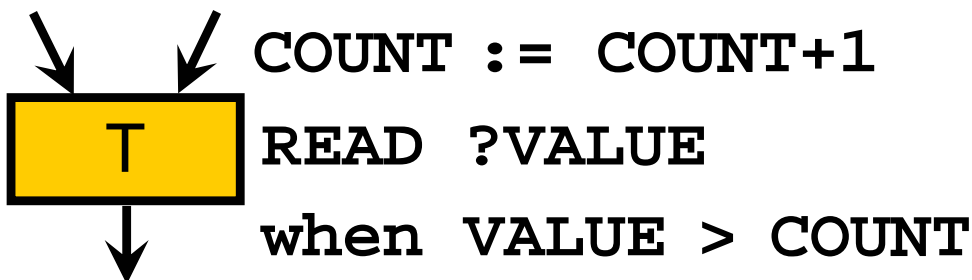 COUNT := COUNT+1
T
READ ?VALUE
when VALUE > COUNT